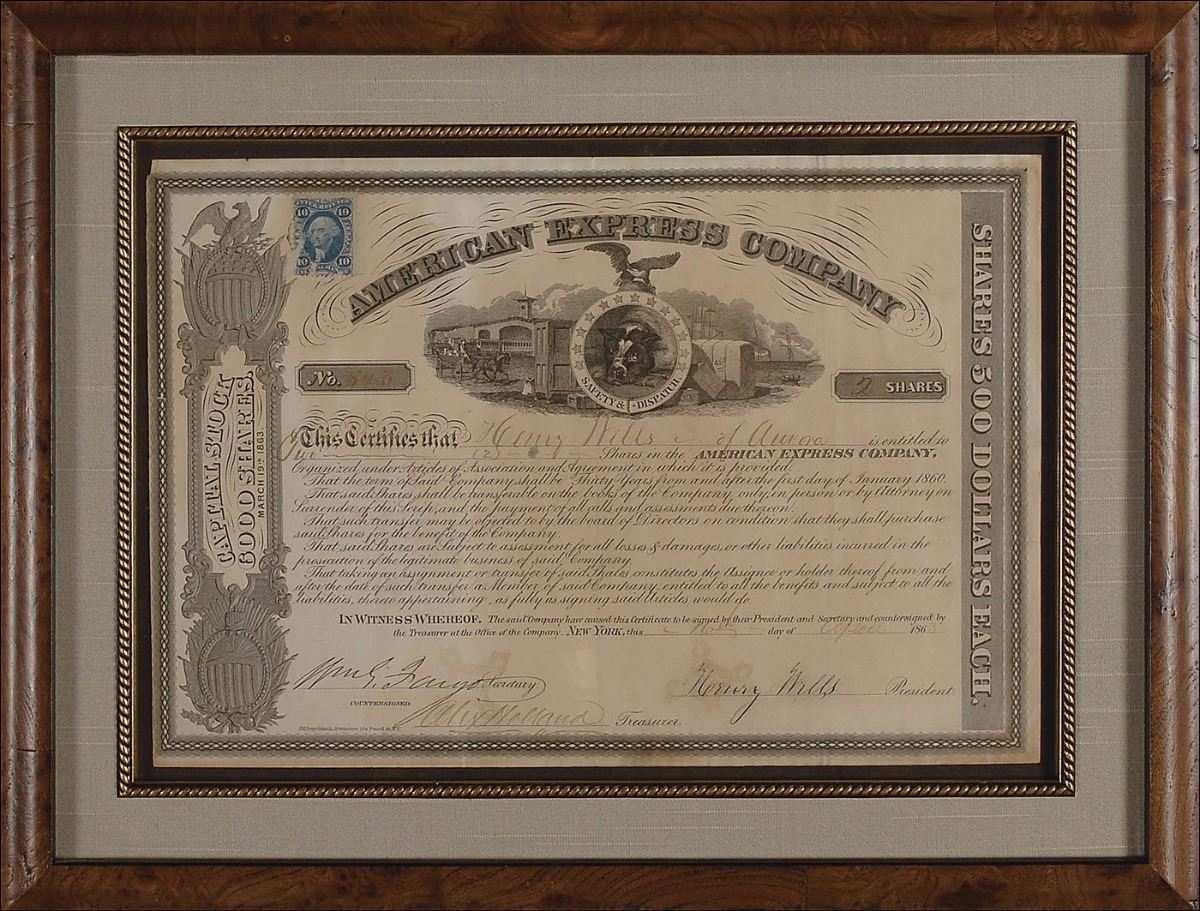 10 10
10 10
AMERICAN EXPRESS COMPANY
SAFETY & DISPATCH
CAPITAL STOCK
6000 SHARES
MARCH 19TH 1863.
No.
2 SHARES
SHARES 500 DOLLARS EACH.
This Certifies that Henry Wells of Aurora is entitled to
Two (2) Shares in the AMERICAN EXPRESS COMPANY.
Organized under Articles of Association and Agreement in which it is provided.
That the term of said Company shall be Thirty Years from and after the first day of January 1860.
That said Shares, shall be transferable on the books of the Company, only, in person or by Attorney on
Surrender of this Scrip, and the payment of all calls and assessments due thereon.
That such transfer may be objected to by the board of Directors on condition that they shall purchase
said Shares for the benefit of the Company.
That said Shares are Subject to assessment for all losses & damages, or other liabilities incurred in the
prosecution of the legitimate business of said Company.
That taking an assignment or transfer of said Shares constitutes the Assignee or holder thereof from and
after the date of such transfer a Member of said Company entitled to all the benefits and subject to all the
liabilities, thereto appertaining, as fully as signing said Articles, would do.
IN WITNESS WHEREOF, The said Company have caused this Certificate to be signed by their President and Secretary and countersigned by
the Treasurer at the Office of the Company. NEW YORK, this day of 186
Wm G. Fargo Secretary
Henry Wells President.
COUNTERSIGNED
Alex Holland Treasurer.